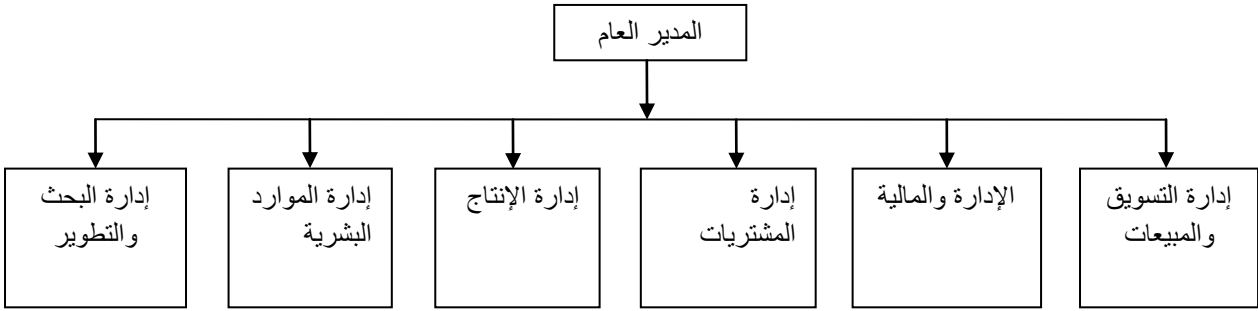 المدير العام
إدارة التسويق
والمبيعات
الإدارة والمالية
إدارة
المشتريات
إدارة الإنتاج
إدارة الموارد
البشرية
إدارة البحث
والتطوير